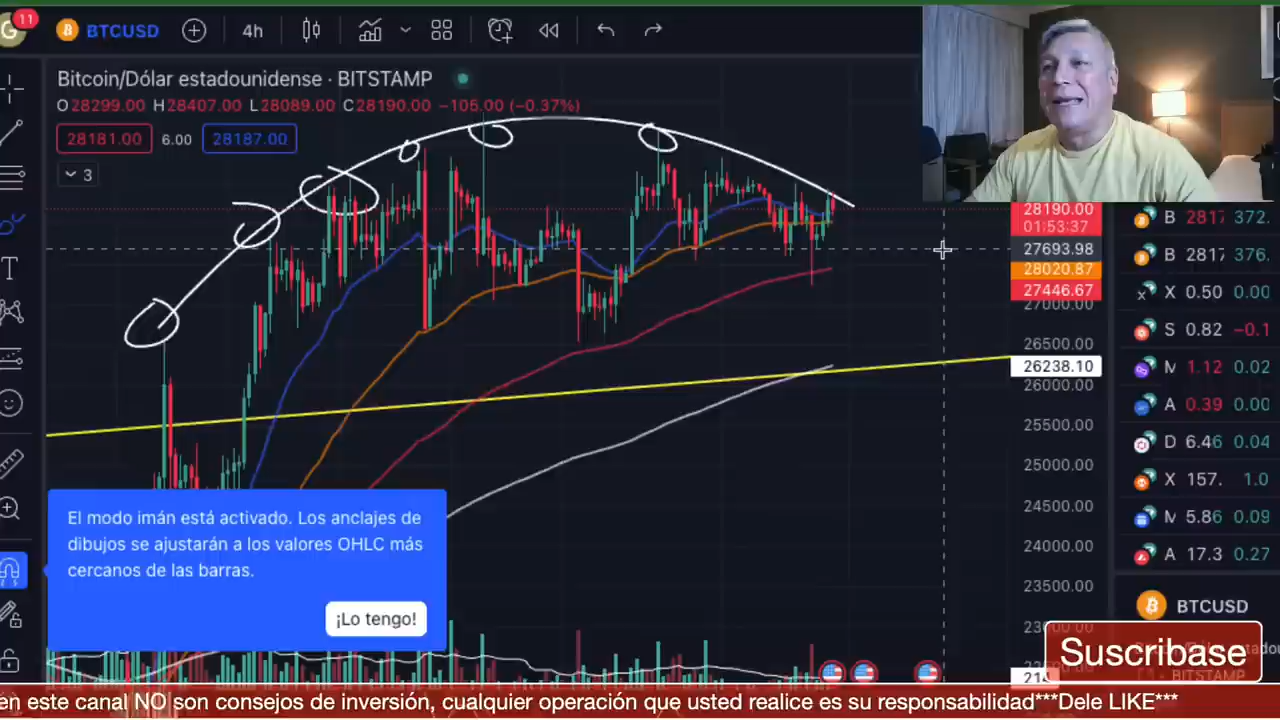 G
11
BTCUSD
4h
Bitcoin/Dólar estadounidense · BITSTAMP
O28299.00 H28407.00 L28089.00 C28190.00 −106.00 (−0.37%)
28181.00 6.00 28187.00
3
28190.00
01:53:37
27693.98
28020.87
27446.67
27000.00
26500.00
26238.10
26000.00
25500.00
25000.00
24500.00
24000.00
23500.00
B 2817 372.
B 2817 376.
X 0.50 0.00
S 0.82 −0.1
M 1.12 0.02
A 0.39 0.00
D 6.46 0.04
X 157. 1.0
M 5.86 0.09
A 17.3 0.27
T
El modo imán está activado. Los anclajes de
dibujos se ajustarán a los valores OHLC más
cercanos de las barras.
¡Lo tengo!
BTCUSD
Suscribase
BITSTAMP
en este canal NO son consejos de inversión, cualquier operación que usted realice es su responsabilidad***Dele LIKE***